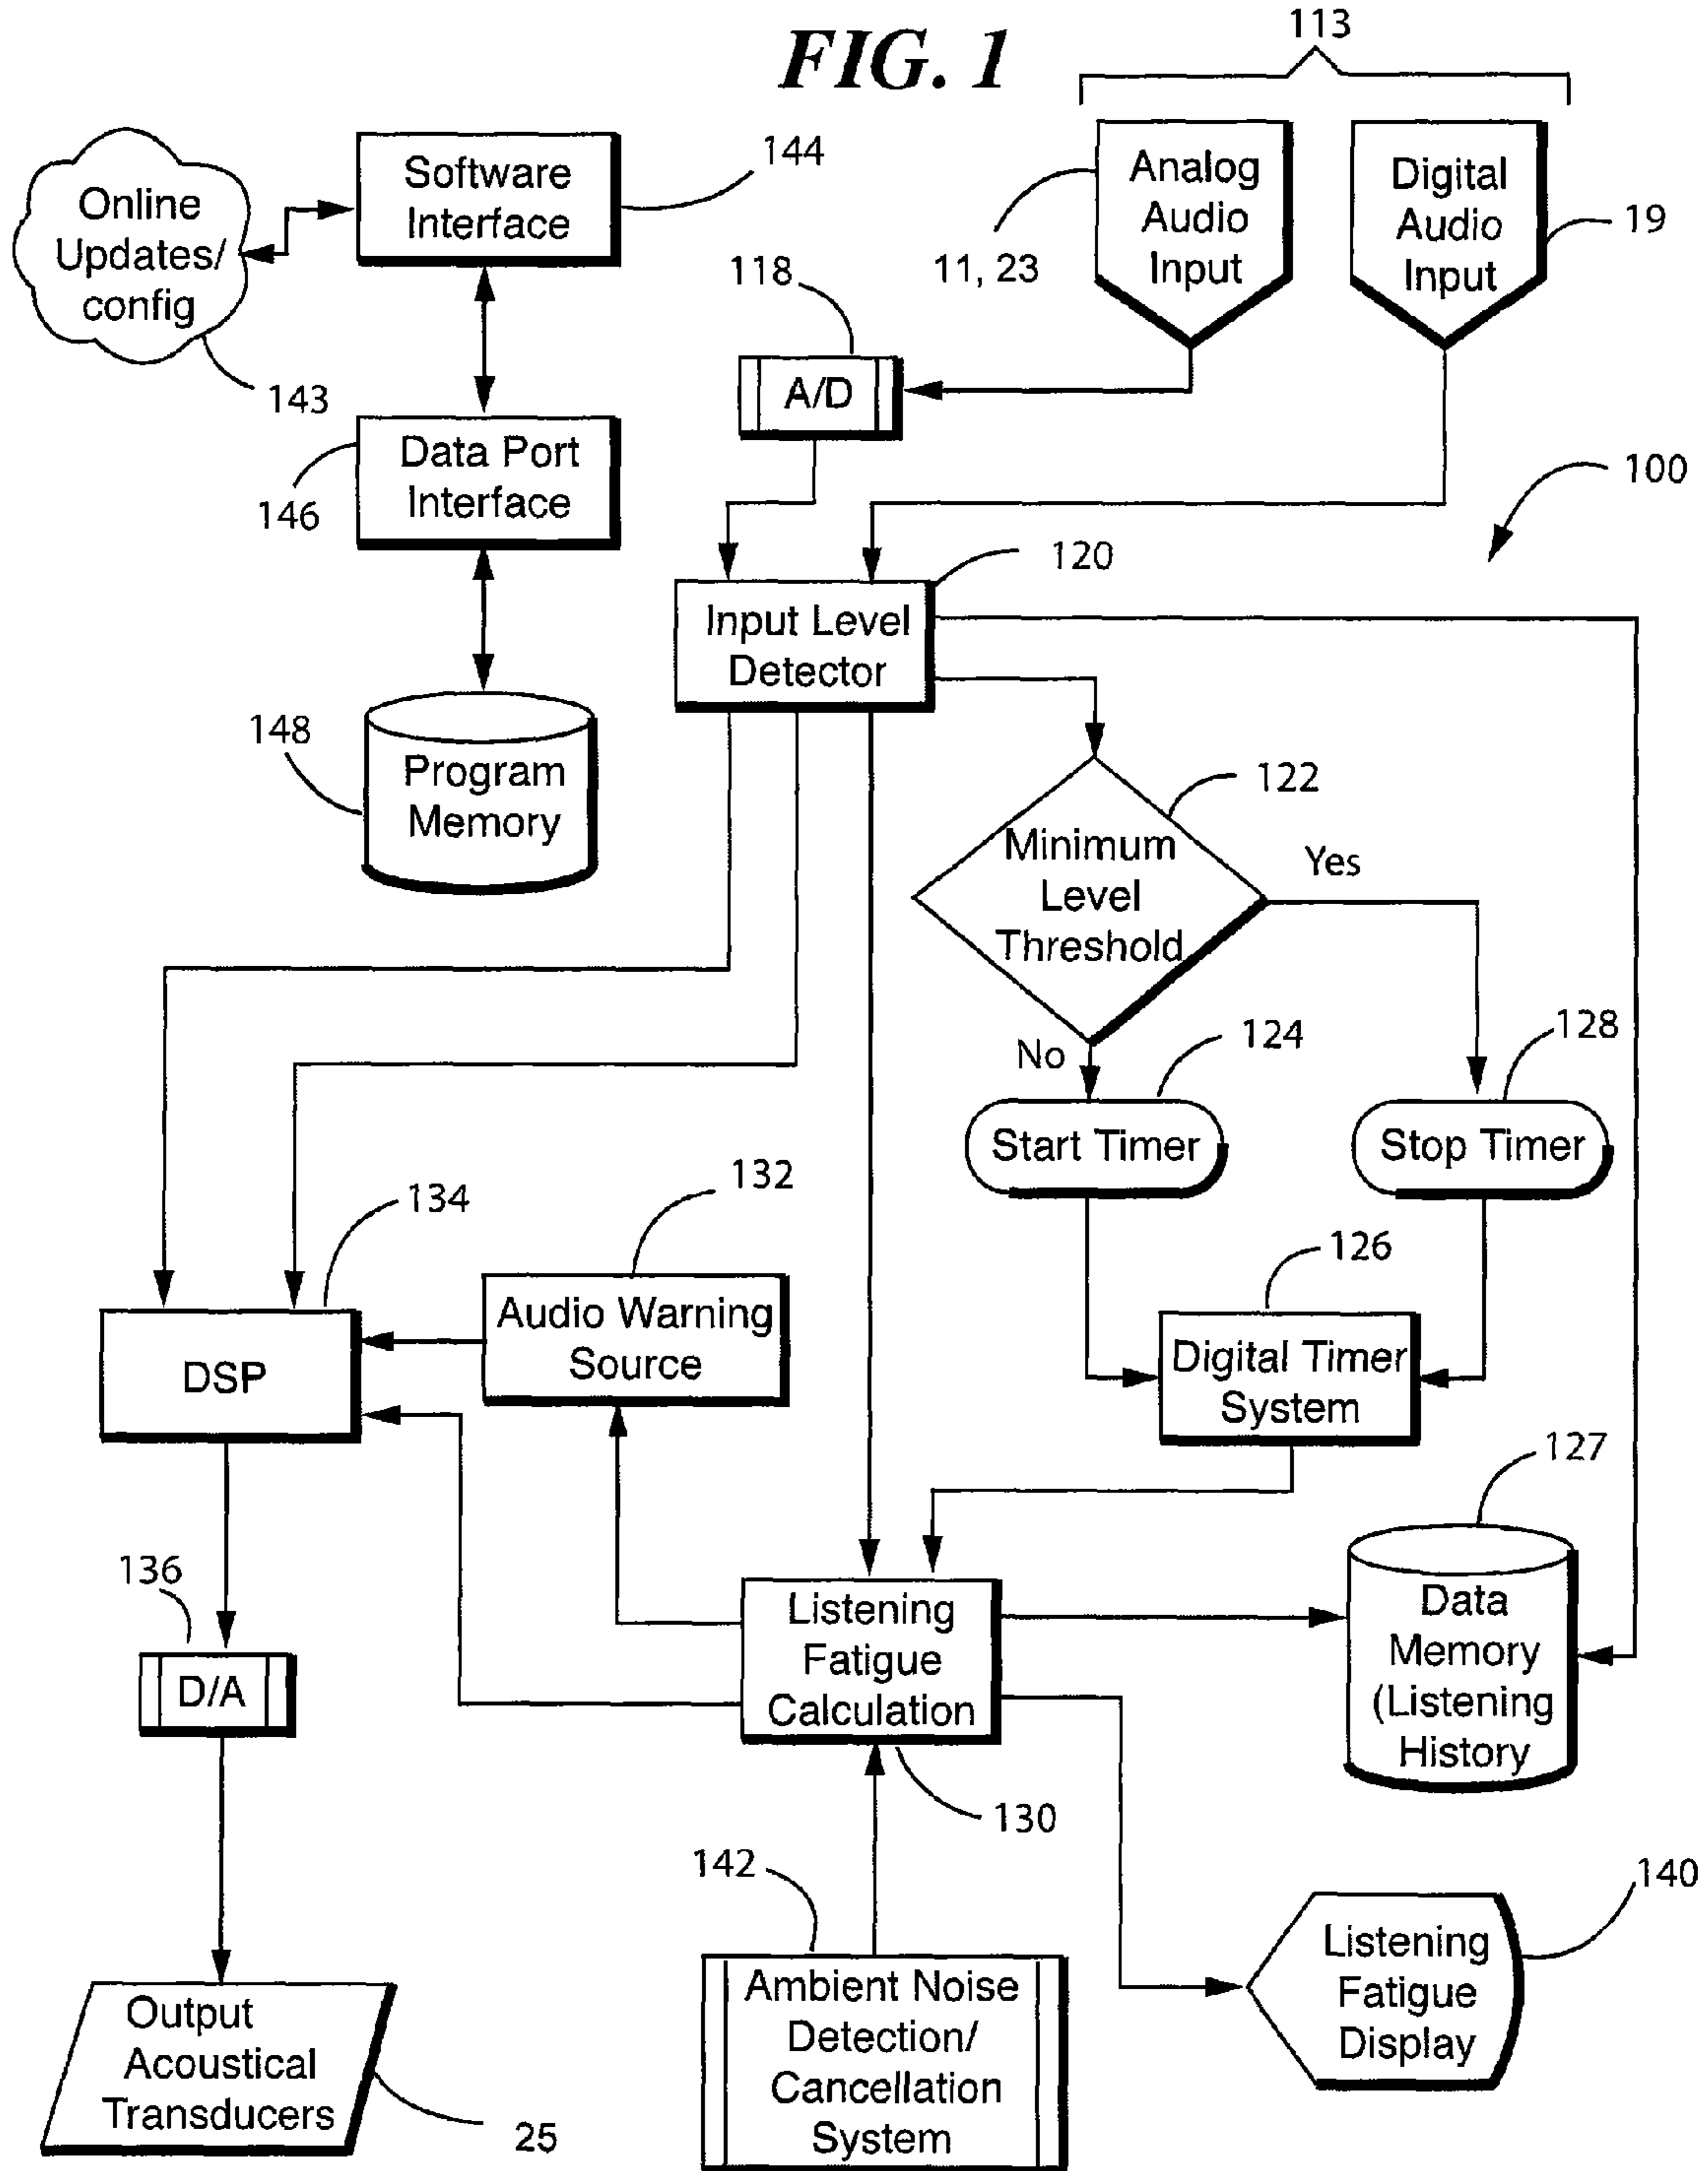 FIG. 1
113
Online
Updates/
config
143
Software
Interface
144
Analog
Audio
Input
11, 23
Digital
Audio
Input
19
118
A/D
Data Port
Interface
146
100
120
Input Level
Detector
148
Program
Memory
122
Minimum
Level
Threshold
Yes
No
124
128
Start Timer
Stop Timer
134
132
126
DSP
Audio Warning
Source
Digital Timer
System
127
136
D/A
Listening
Fatigue
Calculation
130
Data
Memory
(Listening
History
142
140
Output
Acoustical
Transducers
25
Ambient Noise
Detection/
Cancellation
System
Listening
Fatigue
Display